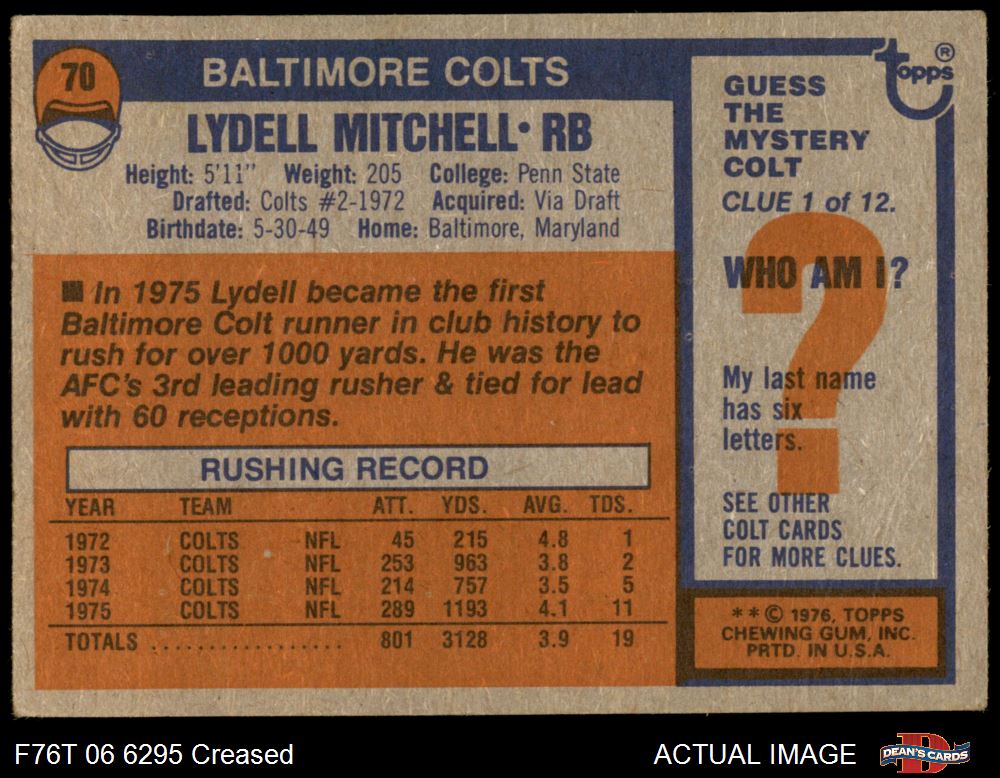 70
BALTIMORE COLTS
LYDELL MITCHELL• RB
Height: 5'11" Weight: 205 College: Penn State
Drafted: Colts #2-1972 Acquired: Via Draft
Birthdate: 5-30-49 Home: Baltimore, Maryland
■ In 1975 Lydell became the first
Baltimore Colt runner in club history to
rush for over 1000 yards. He was the
AFC's 3rd leading rusher & tied for lead
with 60 receptions.
RUSHING RECORD
YEAR TEAM ATT. YDS. AVG. TDS.
1972 COLTS NFL 45 215 4.8 1
1973 COLTS NFL 253 963 3.8 2
1974 COLTS NFL 214 757 3.5 5
1975 COLTS NFL 289 1193 4.1 11
TOTALS ................. 801 3128 3.9 19
topps®
GUESS
THE
MYSTERY
COLT
CLUE 1 of 12.
?
WHO AM I?
My last name
has six
letters.
SEE OTHER
COLT CARDS
FOR MORE CLUES.
**© 1976, TOPPS
CHEWING GUM, INC.
PRTD. IN U.S.A.
F76T 06 6295 Creased
ACTUAL IMAGE
DEAN'S CARDS